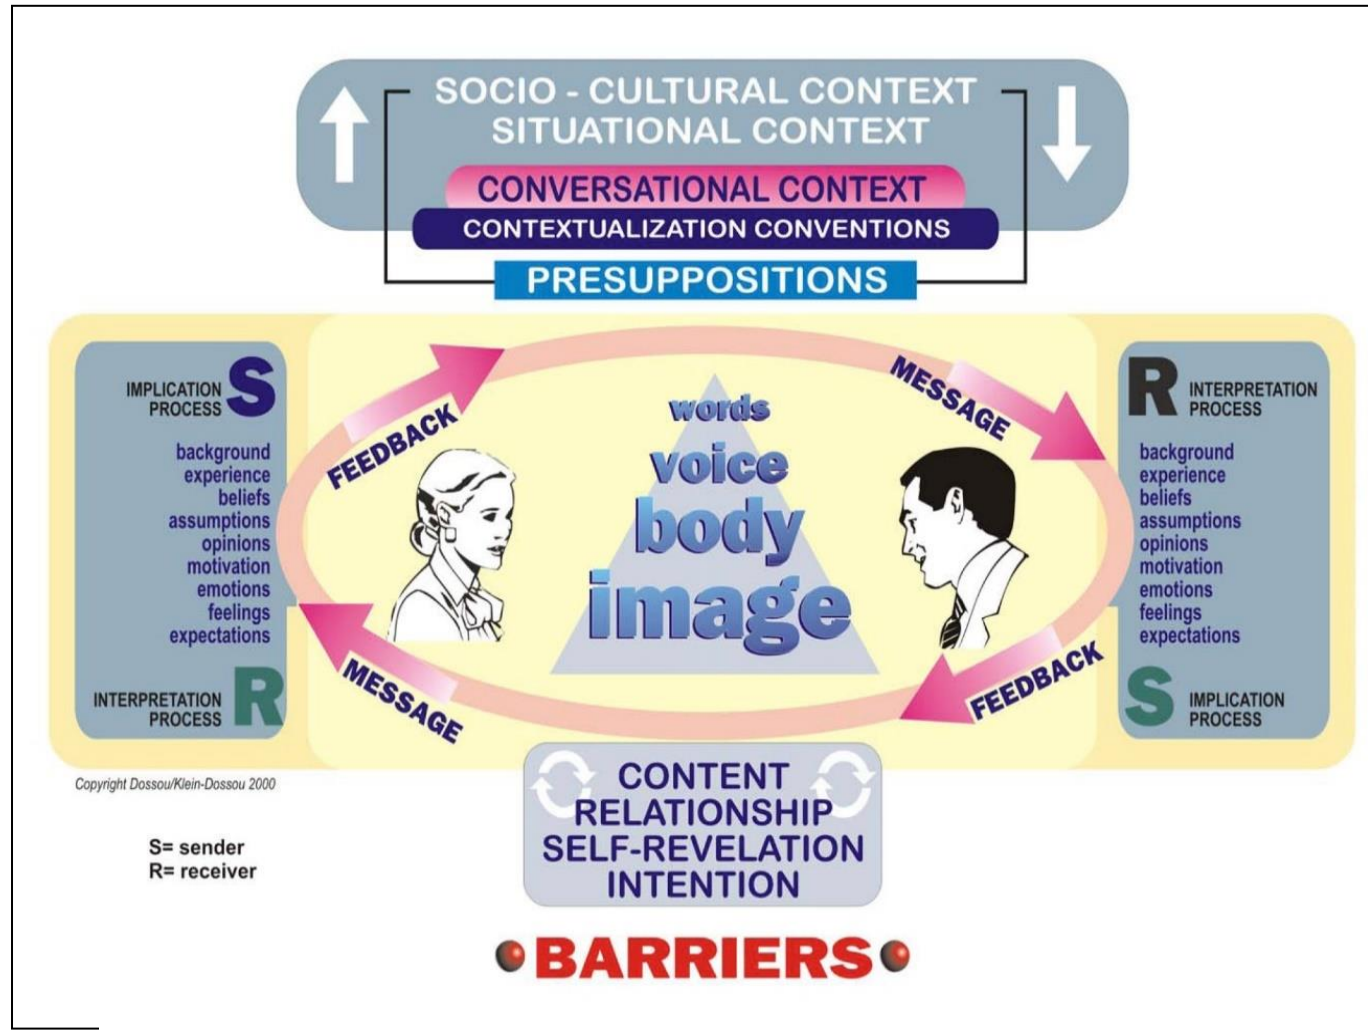 SOCIO - CULTURAL CONTEXT
SITUATIONAL CONTEXT
CONVERSATIONAL CONTEXT
CONTEXTUALIZATION CONVENTIONS
PRESUPPOSITIONS
IMPLICATION
PROCESS
S
background
experience
beliefs
assumptions
opinions
motivation
emotions
feelings
expectations
INTERPRETATION
PROCESS
R
FEEDBACK
MESSAGE
words
voice
body
image
MESSAGE
FEEDBACK
R
INTERPRETATION
PROCESS
background
experience
beliefs
assumptions
opinions
motivation
emotions
feelings
expectations
S
IMPLICATION
PROCESS
Copyright Dossou/Klein-Dossou 2000
S= sender
R= receiver
CONTENT
RELATIONSHIP
SELF-REVELATION
INTENTION
BARRIERS